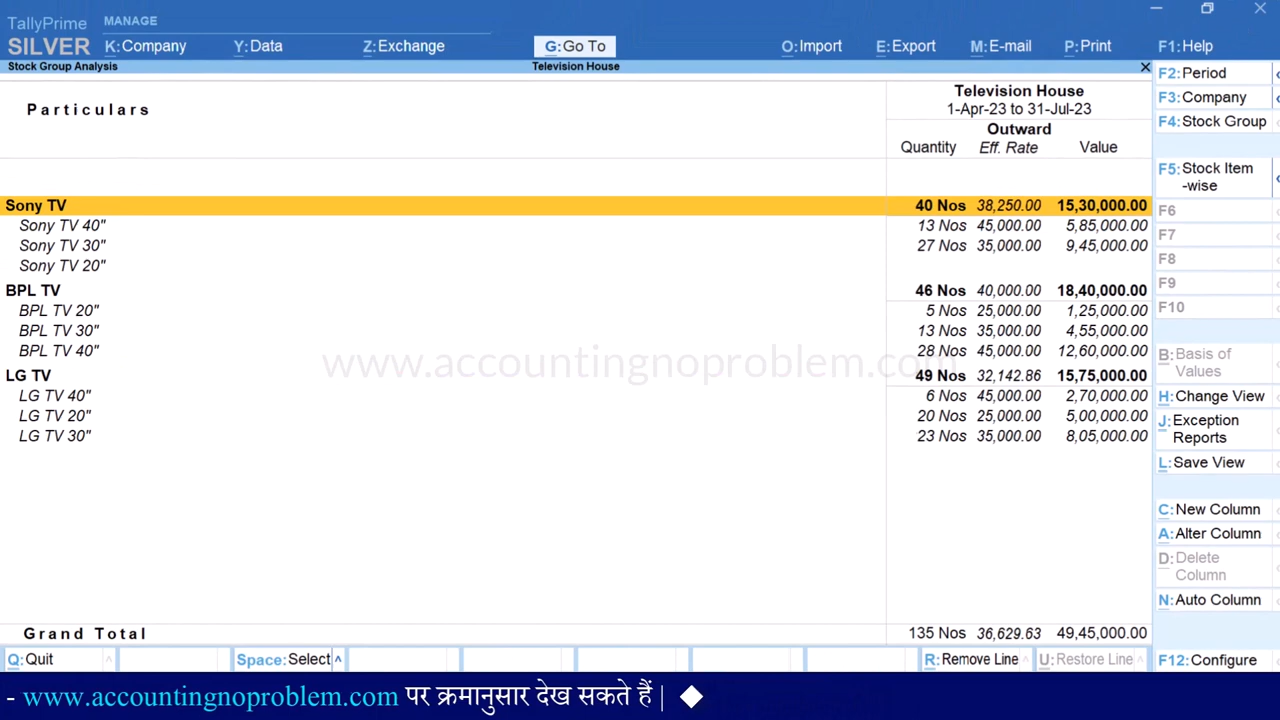 TallyPrime MANAGE
SILVER K:Company Y:Data Z:Exchange G:Go To O:Import E:Export M:E-mail P:Print F1:Help
Stock Group Analysis Television House
F2:Period
F3:Company
F4:Stock Group
F5:Stock Item
-wise
F6
F7
F8
F9
F10
B:Basis of
Values
H:Change View
J:Exception
Reports
L:Save View
C:New Column
A:Alter Column
D:Delete
Column
N:Auto Column
F12:Configure
Particulars
Television House
1-Apr-23 to 31-Jul-23
Outward
Quantity Eff. Rate Value
Sony TV 40 Nos 38,250.00 15,30,000.00
Sony TV 40" 13 Nos 45,000.00 5,85,000.00
Sony TV 30" 27 Nos 35,000.00 9,45,000.00
Sony TV 20"
BPL TV 46 Nos 40,000.00 18,40,000.00
BPL TV 20" 5 Nos 25,000.00 1,25,000.00
BPL TV 30" 13 Nos 35,000.00 4,55,000.00
BPL TV 40" 28 Nos 45,000.00 12,60,000.00
www.accountingnoproblem.com
LG TV 49 Nos 32,142.86 15,75,000.00
LG TV 40" 6 Nos 45,000.00 2,70,000.00
LG TV 20" 20 Nos 25,000.00 5,00,000.00
LG TV 30" 23 Nos 35,000.00 8,05,000.00
Grand Total 135 Nos 36,629.63 49,45,000.00
Q:Quit Space:Select R:Remove Line U:Restore Line
- www.accountingnoproblem.com पर क्रमानुसार देख सकते हैं | ◆